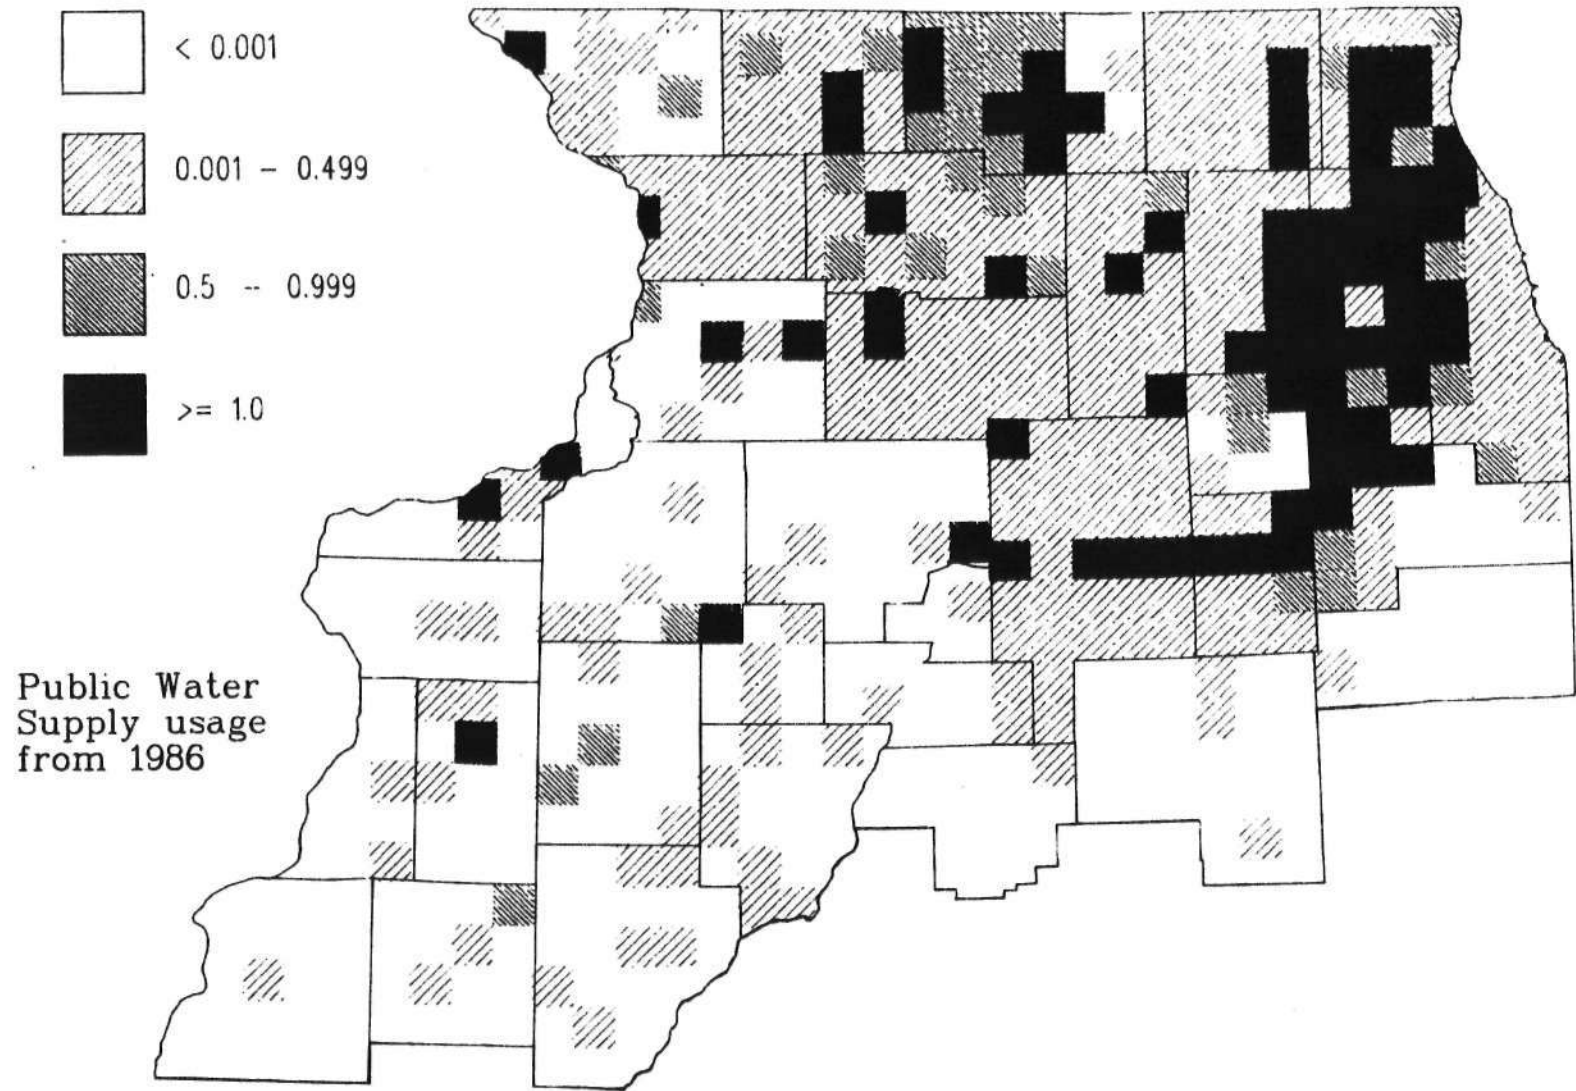 < 0.001
0.001 - 0.499
0.5 -- 0.999
>= 1.0
Public Water
Supply usage
from 1986